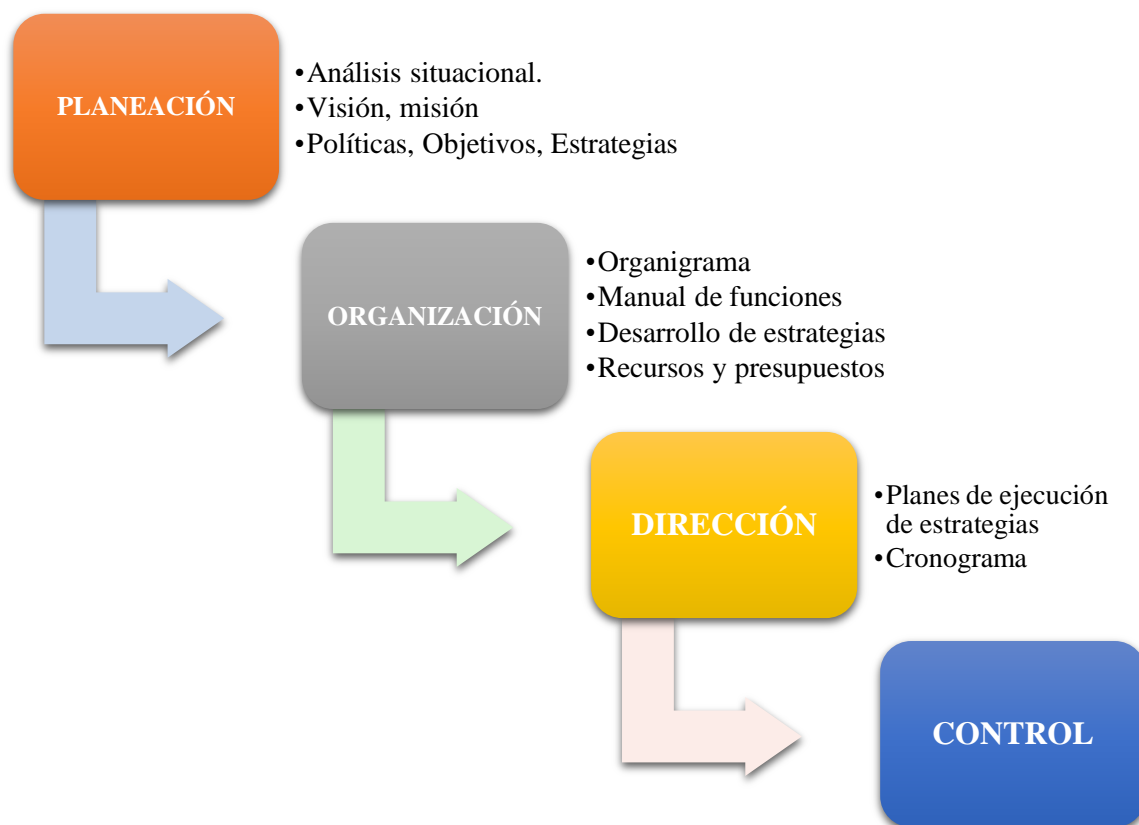 PLANEACIÓN
•Análisis situacional.
•Visión, misión
•Políticas, Objetivos, Estrategias
ORGANIZACIÓN
•Organigrama
•Manual de funciones
•Desarrollo de estrategias
•Recursos y presupuestos
DIRECCIÓN
•Planes de ejecución
de estrategias
•Cronograma
CONTROL